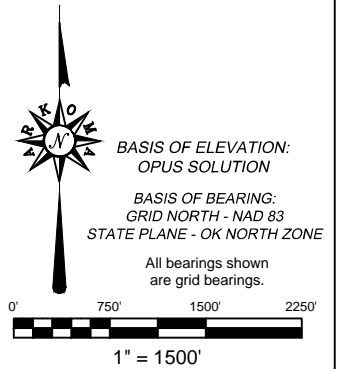 ARKOMA
N
BASIS OF ELEVATION:
OPUS SOLUTION
BASIS OF BEARING:
GRID NORTH - NAD 83
STATE PLANE - OK NORTH ZONE
All bearings shown
are grid bearings.
0' 750' 1500' 2250'
1" = 1500'